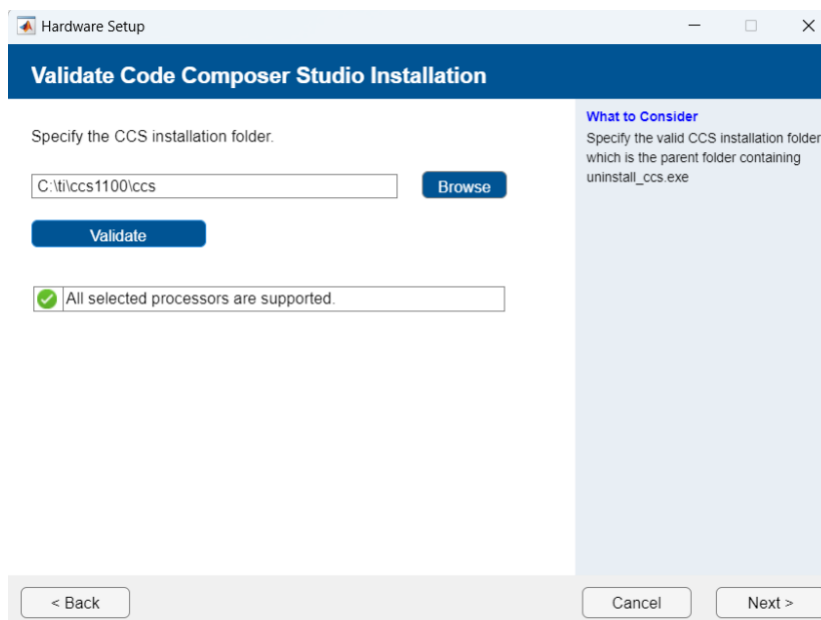 Hardware Setup
Validate Code Composer Studio Installation
Specify the CCS installation folder.
C:\ti\ccs1100\ccs
Browse
Validate
All selected processors are supported.
What to Consider
Specify the valid CCS installation folder
which is the parent folder containing
uninstall_ccs.exe
< Back
Cancel
Next >